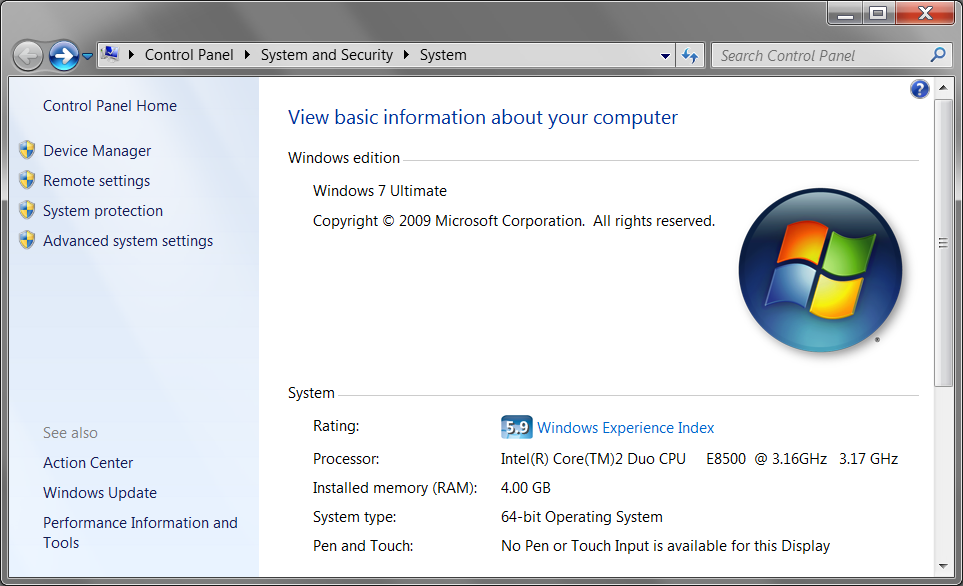 Control Panel System and Security System
Search Control Panel
?
Control Panel Home
Device Manager
Remote settings
System protection
Advanced system settings
See also
Action Center
Windows Update
Performance Information and
Tools
View basic information about your computer
Windows edition
Windows 7 Ultimate
Copyright © 2009 Microsoft Corporation. All rights reserved.
®
System
Rating: 5.9 Windows Experience Index
Processor: Intel(R) Core(TM)2 Duo CPU E8500 @ 3.16GHz 3.17 GHz
Installed memory (RAM): 4.00 GB
System type: 64-bit Operating System
Pen and Touch: No Pen or Touch Input is available for this Display